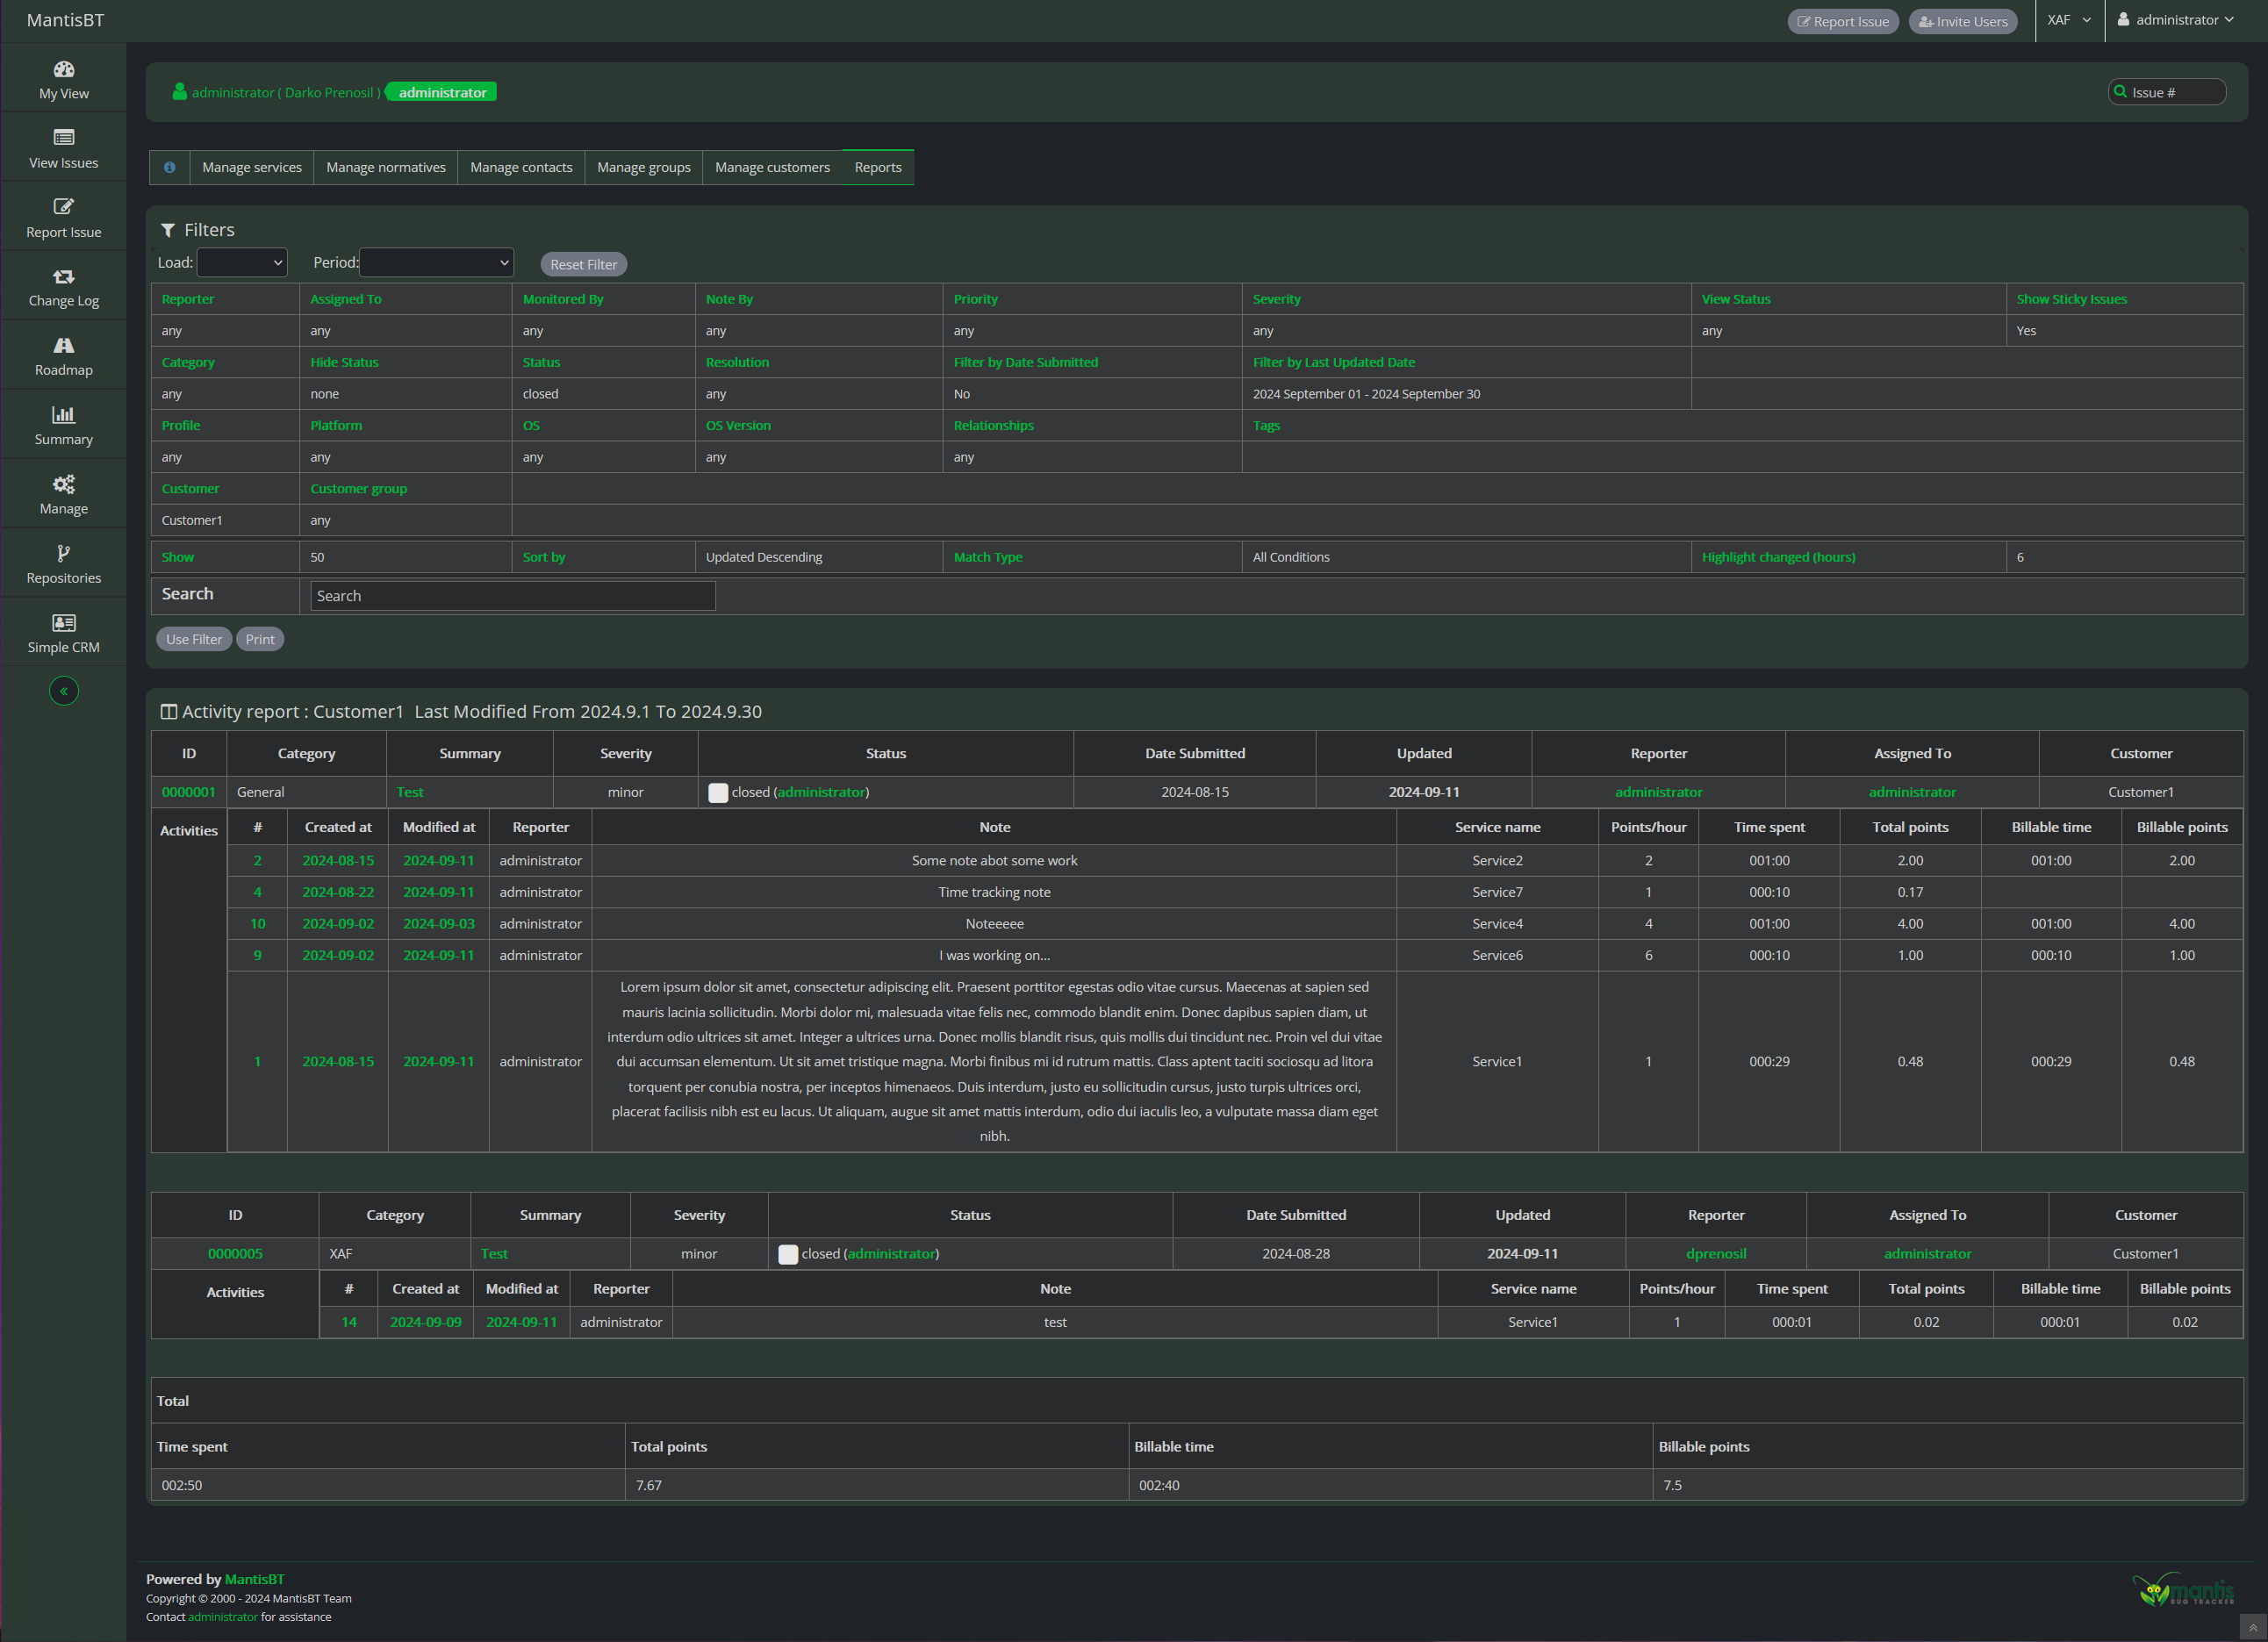 MantisBT
Report Issue Invite Users XAF administrator
My View
View Issues
Report Issue
Change Log
Roadmap
Summary
Manage
Repositories
Simple CRM
administrator ( Darko Prenosil ) administrator Issue #
Manage services Manage normatives Manage contacts Manage groups Manage customers Reports
Filters
Load: Period: Reset Filter
Reporter Assigned To Monitored By Note By Priority Severity View Status Show Sticky Issues
any any any any any any any Yes
Category Hide Status Status Resolution Filter by Date Submitted Filter by Last Updated Date
any none closed any No 2024 September 01 - 2024 September 30
Profile Platform OS OS Version Relationships Tags
any any any any any
Customer Customer group
Customer1 any
Show 50 Sort by Updated Descending Match Type All Conditions Highlight changed (hours) 6
Search Search
Use Filter Print
Activity report : Customer1 Last Modified From 2024.9.1 To 2024.9.30
ID Category Summary Severity Status Date Submitted Updated Reporter Assigned To Customer
0000001 General Test minor closed (administrator) 2024-08-15 2024-09-11 administrator administrator Customer1
Activities # Created at Modified at Reporter Note Service name Points/hour Time spent Total points Billable time Billable points
2 2024-08-15 2024-09-11 administrator Some note abot some work Service2 2 001:00 2.00 001:00 2.00
4 2024-08-22 2024-09-11 administrator Time tracking note Service7 1 000:10 0.17
10 2024-09-02 2024-09-03 administrator Noteeeee Service4 4 001:00 4.00 001:00 4.00
9 2024-09-02 2024-09-11 administrator I was working on... Service6 6 000:10 1.00 000:10 1.00
Lorem ipsum dolor sit amet, consectetur adipiscing elit. Praesent porttitor egestas odio vitae cursus. Maecenas at sapien sed
mauris lacinia sollicitudin. Morbi dolor mi, malesuada vitae felis nec, commodo blandit enim. Donec dapibus sapien diam, ut
interdum odio ultrices sit amet. Integer a ultrices urna. Donec mollis blandit risus, quis mollis dui tincidunt nec. Proin vel dui vitae
1 2024-08-15 2024-09-11 administrator dui accumsan elementum. Ut sit amet tristique magna. Morbi finibus mi id rutrum mattis. Class aptent taciti sociosqu ad litora Service1 1 000:29 0.48 000:29 0.48
torquent per conubia nostra, per inceptos himenaeos. Duis interdum, justo eu sollicitudin cursus, justo turpis ultrices orci,
placerat facilisis nibh est eu lacus. Ut aliquam, augue sit amet mattis interdum, odio dui iaculis leo, a vulputate massa diam eget
nibh.
ID Category Summary Severity Status Date Submitted Updated Reporter Assigned To Customer
0000005 XAF Test minor closed (administrator) 2024-08-28 2024-09-11 dprenosil administrator Customer1
Activities # Created at Modified at Reporter Note Service name Points/hour Time spent Total points Billable time Billable points
14 2024-09-09 2024-09-11 administrator test Service1 1 000:01 0.02 000:01 0.02
Total
Time spent Total points Billable time Billable points
002:50 7.67 002:40 7.5
Powered by MantisBT
Copyright © 2000 - 2024 MantisBT Team
Contact administrator for assistance
mantis
BUG TRACKER